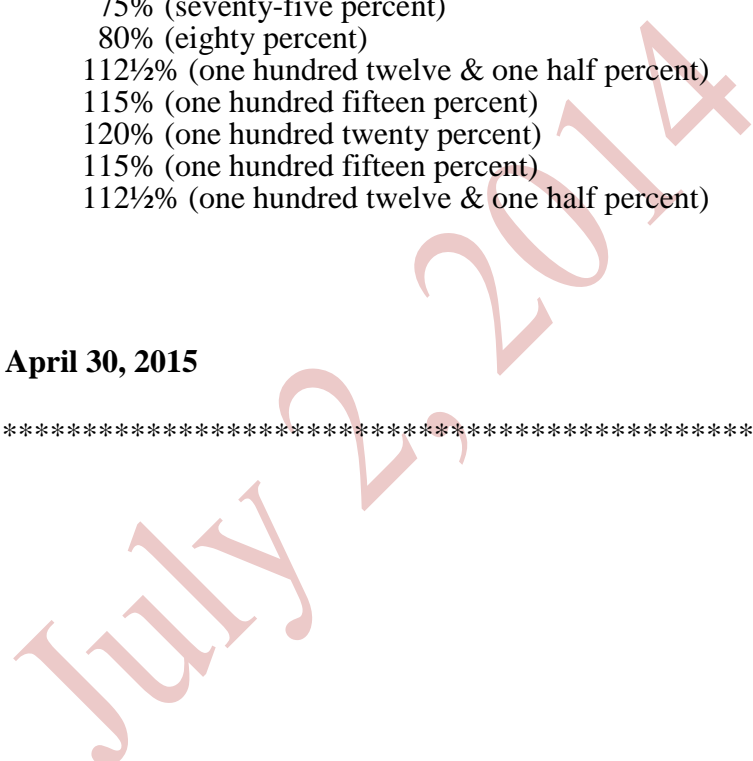 75% (seventy-five percent)
80% (eighty percent)
112½% (one hundred twelve & one half percent)
115% (one hundred fifteen percent)
120% (one hundred twenty percent)
115% (one hundred fifteen percent)
112½% (one hundred twelve & one half percent)
April 30, 2015
***********************************************
July 2, 2014